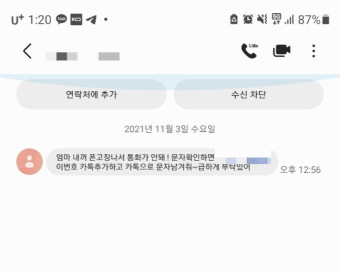 U+ 1:20 87%
연락처에 추가 수신 차단
2021년 11월 3일 수요일
엄마 내꺼 폰고장나서 통화가 안돼! 문자확인하면
이번호 카톡추가하고 카톡으로 문자남겨줘~급하게 부탁있어 오후 12:56